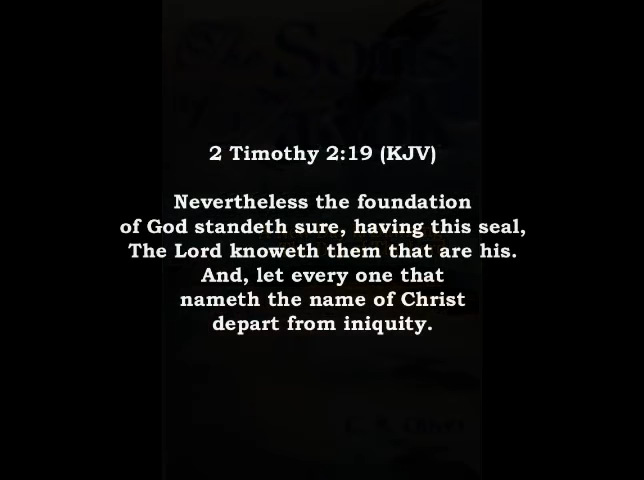 2 Timothy 2:19 (KJV)
Nevertheless the foundation
of God standeth sure, having this seal,
The Lord knoweth them that are his.
And, let every one that
nameth the name of Christ
depart from iniquity.